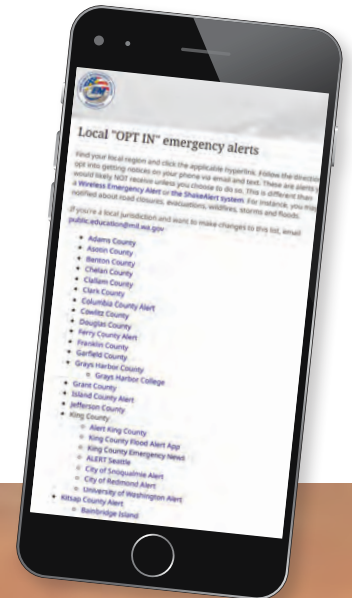 Local "OPT IN" emergency alerts
Find your local region and click the applicable hyperlink. Follow the
opt into getting notices on your phone via email and text. There are alerts
would likely NOT receive unless you choose to do so. This is different than
a Wireless Emergency Alert or the ShakeAlert system. For instance, you
notified about road closures, evacuations, wildfires, storms and floods.
If you're a local jurisdiction and want to make changes to this list, email
public.education@mil.wa.gov
Adams County
Asotin County
Benton County
Chelan County
Clallam County
Clark County
Columbia County Alert
Cowlitz County
Douglas County
Ferry County Alert
Franklin County
Garfield County
Grays Harbor County
Grays Harbor College
Grant County
Island County Alert
Jefferson County
King County
Alert King County
King County Flood Alert App
King County Emergency News
ALERT Seattle
City of Snoqualmie Alert
City of Redmond Alert
University of Washington Alert
Kitsap County Alert
Bainbridge Island